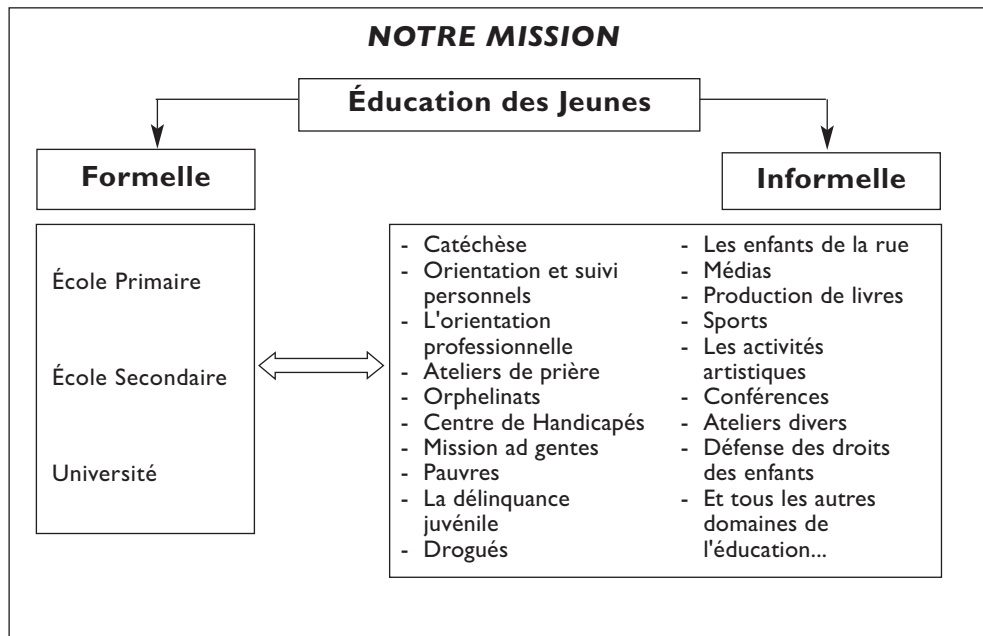 NOTRE MISSION
Éducation des Jeunes
Formelle
Informelle
École Primaire
École Secondaire
Université
- Catéchèse
- Orientation et suivi
personnels
- L'orientation
professionnelle
- Ateliers de prière
- Orphelinats
- Centre de Handicapés
- Mission ad gentes
- Pauvres
- La délinquance
juvénile
- Drogués
- Les enfants de la rue
- Médias
- Production de livres
- Sports
- Les activités
artistiques
- Conférences
- Ateliers divers
- Défense des droits
des enfants
- Et tous les autres
domaines de
l'éducation...